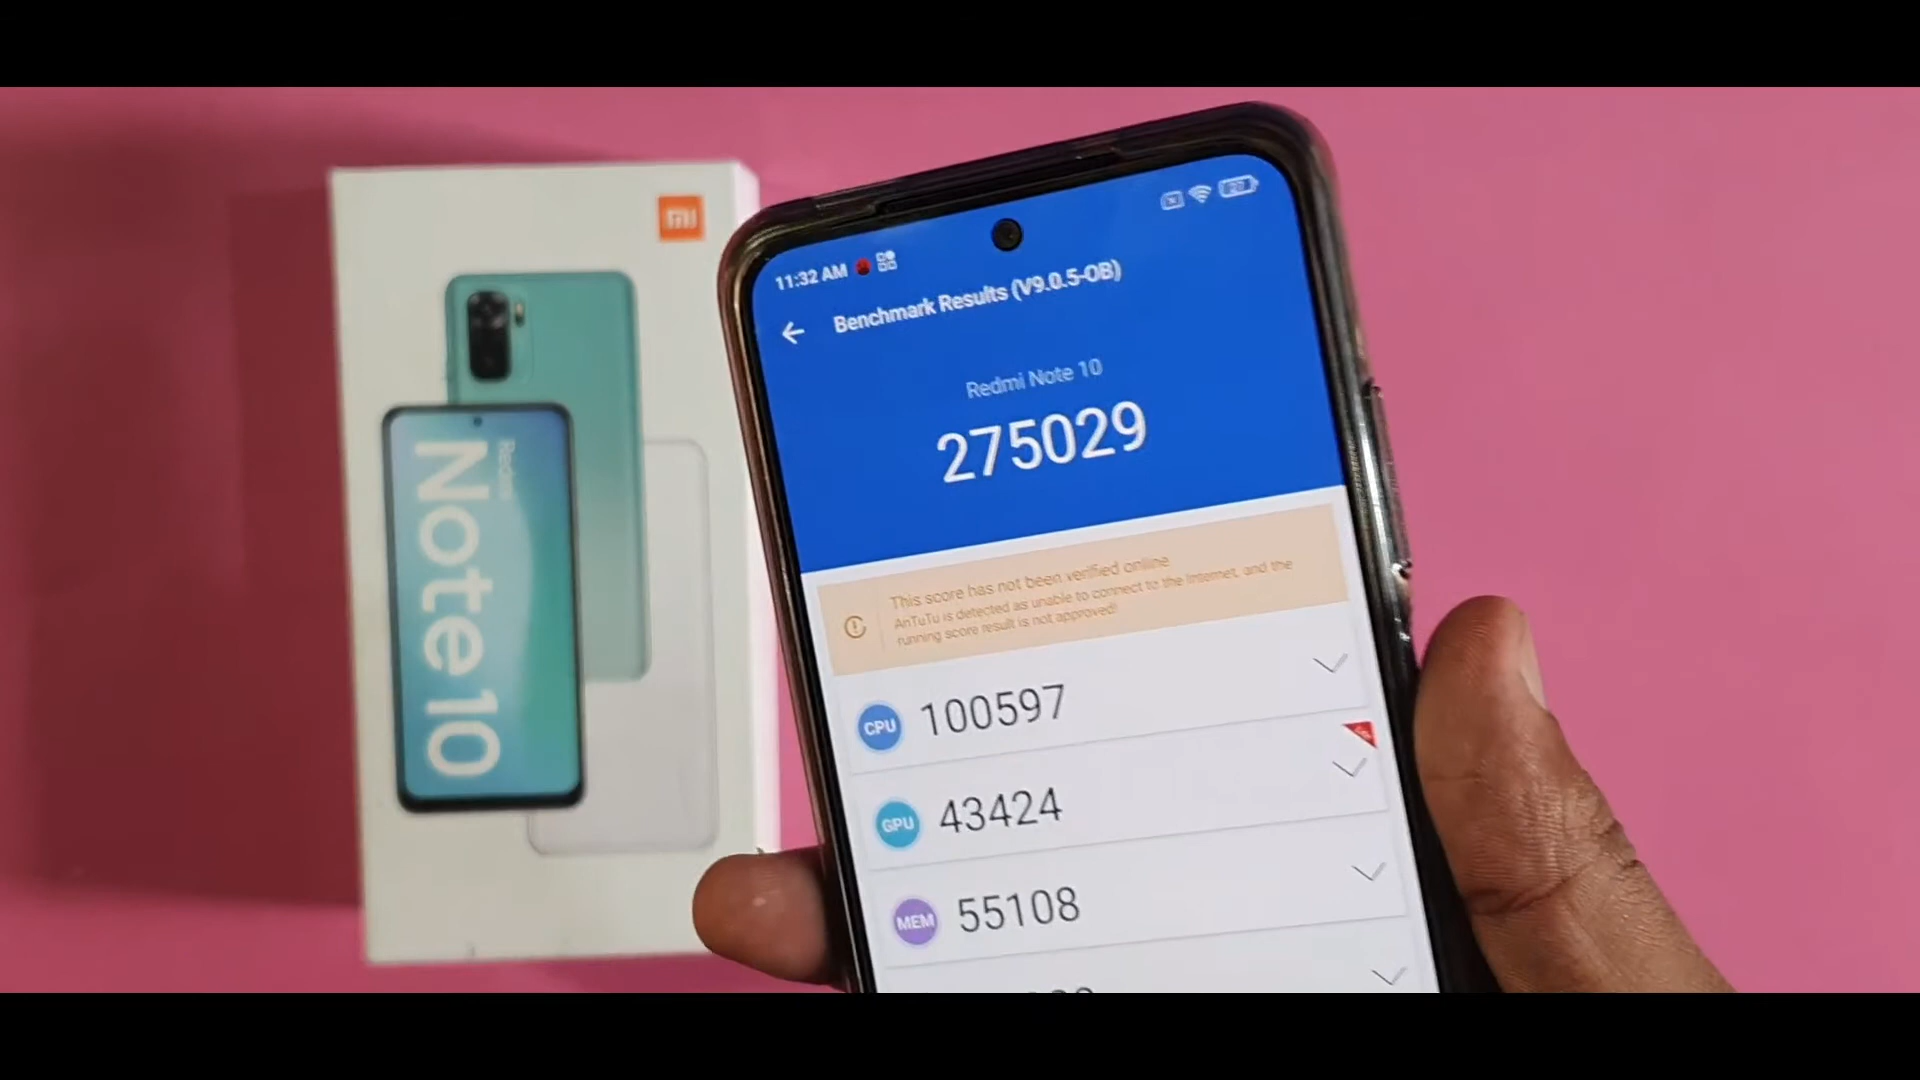 mi
Redmi
Note 10
11:32 AM
27
Benchmark Results (V9.0.5-OB)
Redmi Note 10
275029
This score has not been verified online
AnTuTu is detected as unable to connect to the Internet, and the
running score result is not approved!
CPU 100597
GPU 43424
MEM 55108